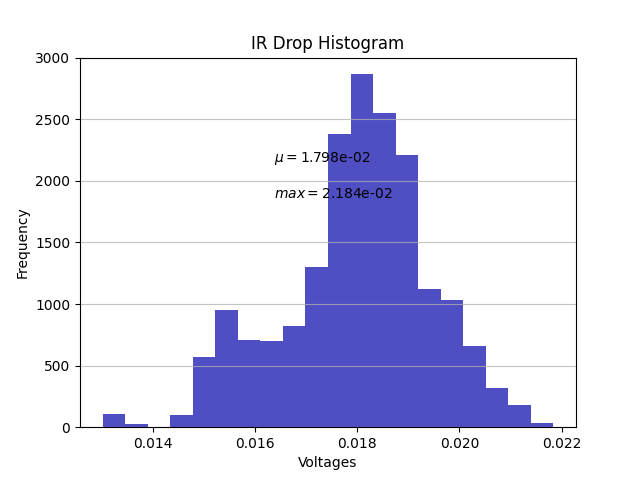 IR Drop Histogram
3000
2500
2000
1500
1000
500
0
Frequency
μ = 1.798e-02
max = 2.184e-02
0.014 0.016 0.018 0.020 0.022
Voltages